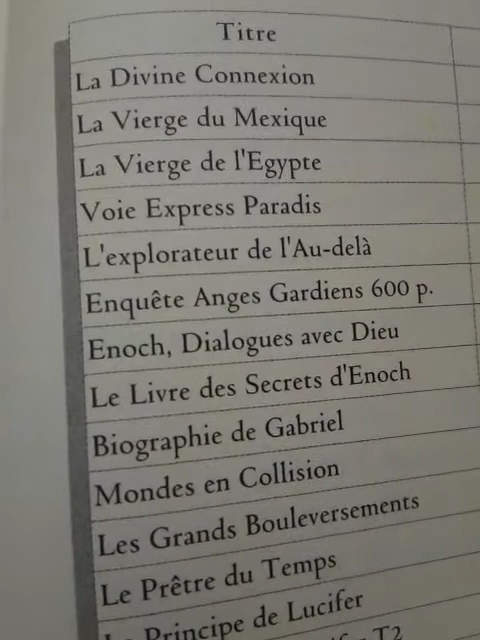 Titre
La Divine Connexion
La Vierge du Mexique
La Vierge de l'Egypte
Voie Express Paradis
L'explorateur de l'Au-delà
Enquête Anges Gardiens 600 p.
Enoch, Dialogues avec Dieu
Le Livre des Secrets d'Enoch
Biographie de Gabriel
Mondes en Collision
Les Grands Bouleversements
Le Prêtre du Temps
Le Principe de Lucifer
T2